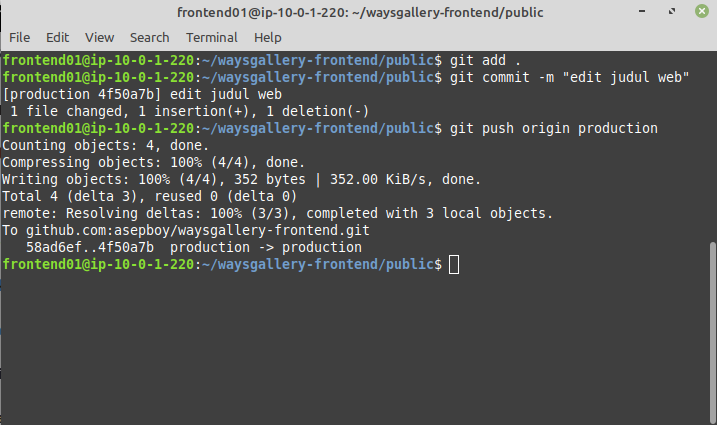 frontend01@ip-10-0-1-220: ~/waysgallery-frontend/public
File Edit View Search Terminal Help
frontend01@ip-10-0-1-220:~/waysgallery-frontend/public$ git add .
frontend01@ip-10-0-1-220:~/waysgallery-frontend/public$ git commit -m "edit judul web"
[production 4f50a7b] edit judul web
 1 file changed, 1 insertion(+), 1 deletion(-)
frontend01@ip-10-0-1-220:~/waysgallery-frontend/public$ git push origin production
Counting objects: 4, done.
Compressing objects: 100% (4/4), done.
Writing objects: 100% (4/4), 352 bytes | 352.00 KiB/s, done.
Total 4 (delta 3), reused 0 (delta 0)
remote: Resolving deltas: 100% (3/3), completed with 3 local objects.
To github.com:asepboy/waysgallery-frontend.git
   58ad6ef..4f50a7b  production -> production
frontend01@ip-10-0-1-220:~/waysgallery-frontend/public$